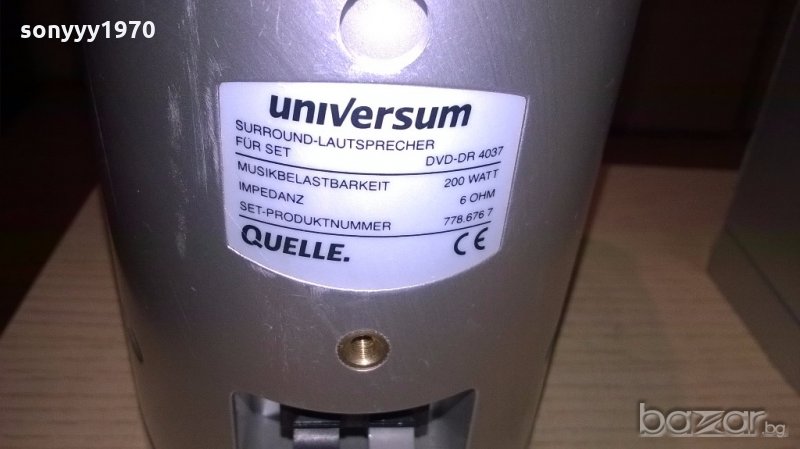 sonyyy1970
universum
SURROUND-LAUTSPRECHER
FÜR SET DVD-DR 4037
MUSIKBELASTBARKEIT 200 WATT
IMPEDANZ 6 OHM
SET-PRODUKTNUMMER 778.676 7
QUELLE. CE
bazar.bg